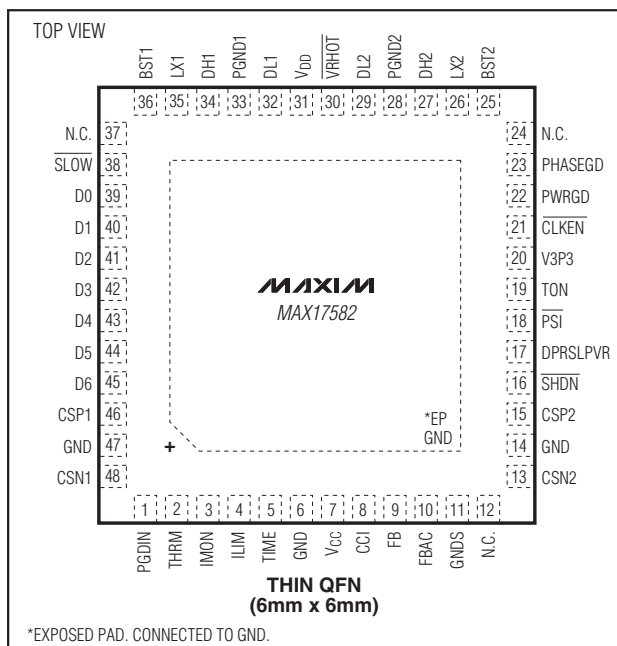 TOP VIEW
BST1
LX1
DH1
PGND1
DL1
VDD
VRHOT
DL2
PGND2
DH2
LX2
BST2
36 35 34 33 32 31 30 29 28 27 26 25
N.C. 37
SLOW 38
D0 39
D1 40
D2 41
D3 42
D4 43
D5 44
D6 45
CSP1 46
GND 47
CSN1 48
24 N.C.
23 PHASEGD
22 PWRGD
21 CLKEN
20 V3P3
19 TON
18 PSI
17 DPRSLPVR
16 SHDN
15 CSP2
14 GND
13 CSN2
MAXIM
MAX17582
*EP
GND
+
1 2 3 4 5 6 7 8 9 10 11 12
PGDIN
THRM
IMON
ILIM
TIME
GND
VCC
CCI
FB
FBAC
GNDS
N.C.
THIN QFN
(6mm x 6mm)
*EXPOSED PAD. CONNECTED TO GND.